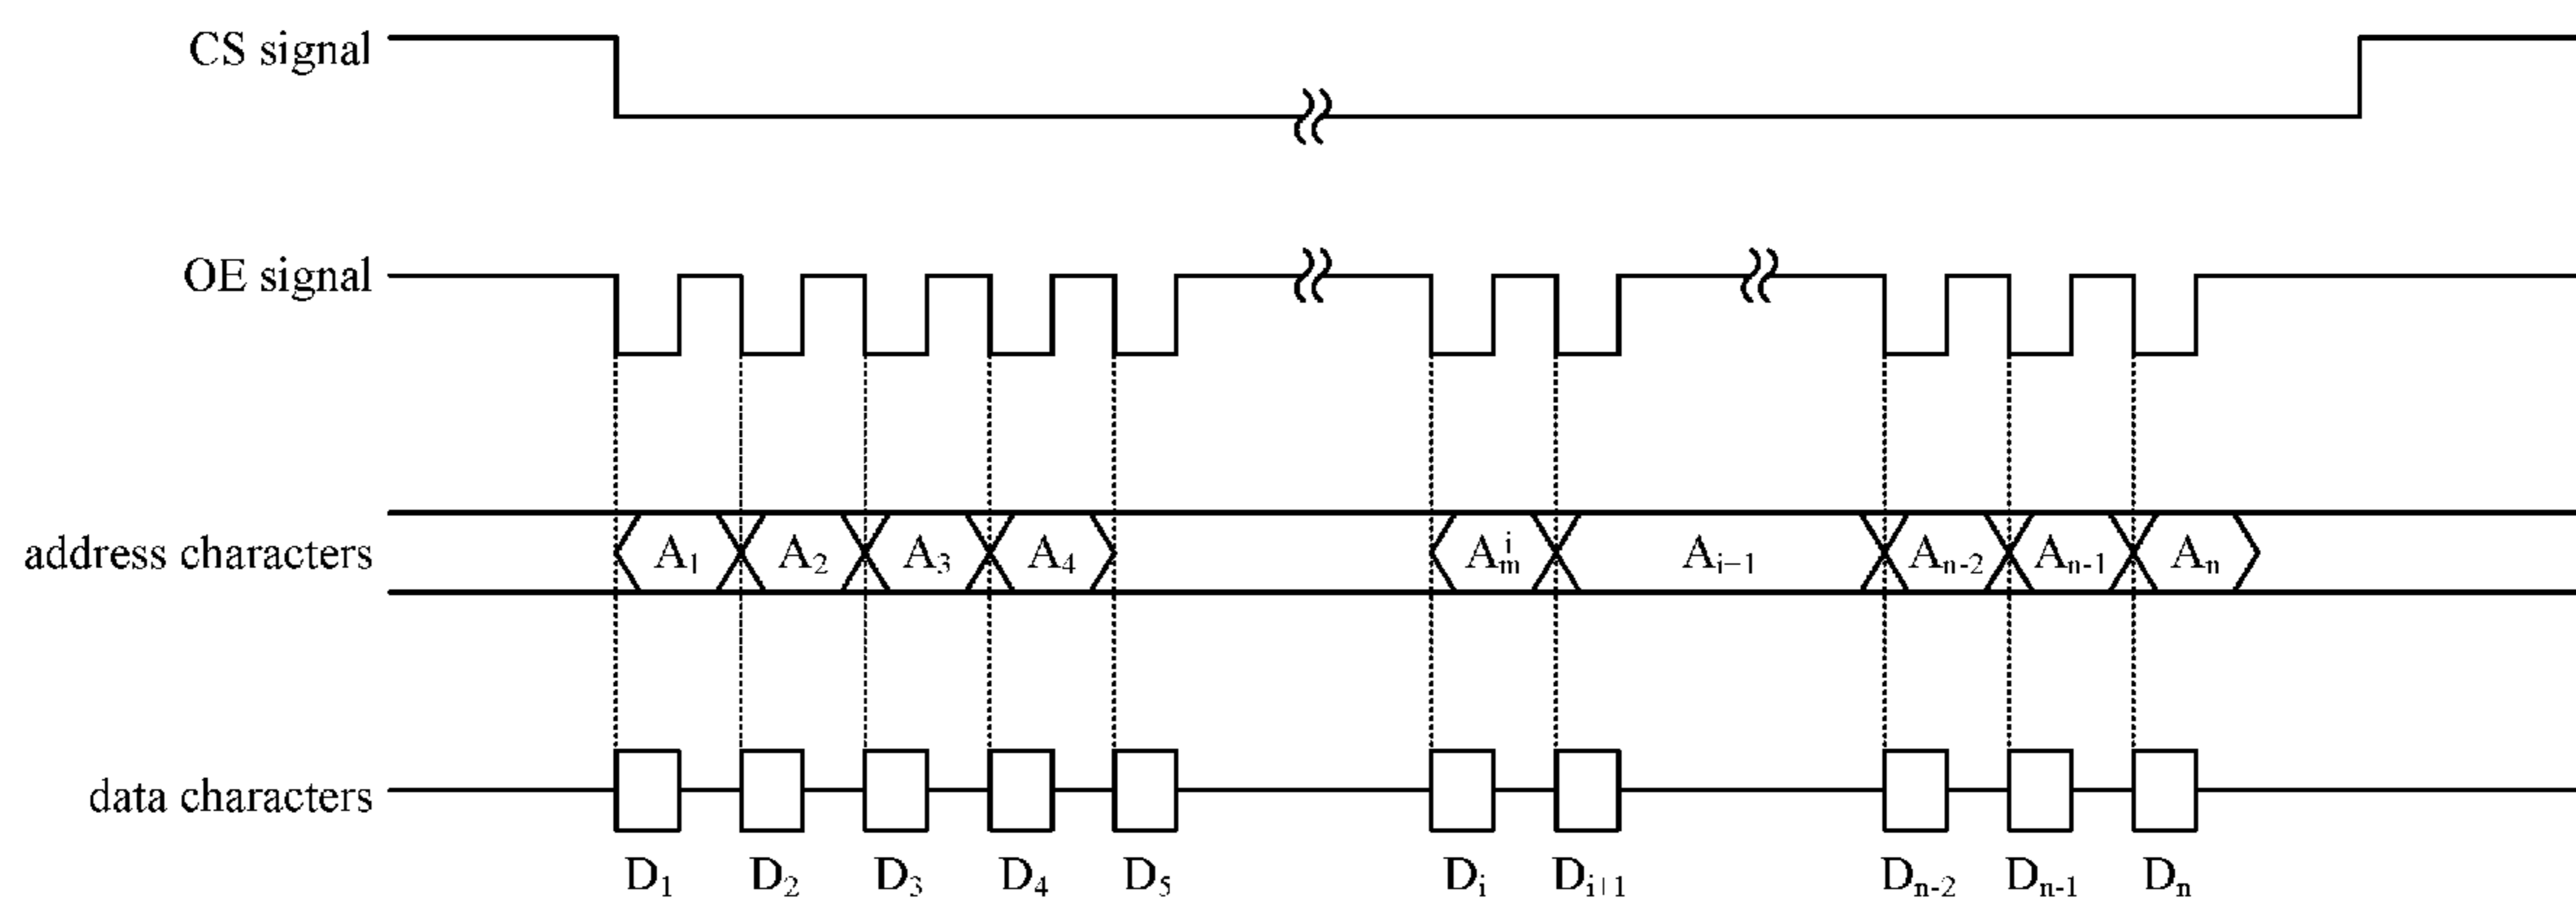 CS signal
OE signal
address characters A₁ A₂ A₃ A₄ Aₘⁱ Aᵢ₋₁ Aₙ₋₂ Aₙ₋₁ Aₙ
data characters
D₁ D₂ D₃ D₄ D₅ Dᵢ Dᵢ₊₁ Dₙ₋₂ Dₙ₋₁ Dₙ